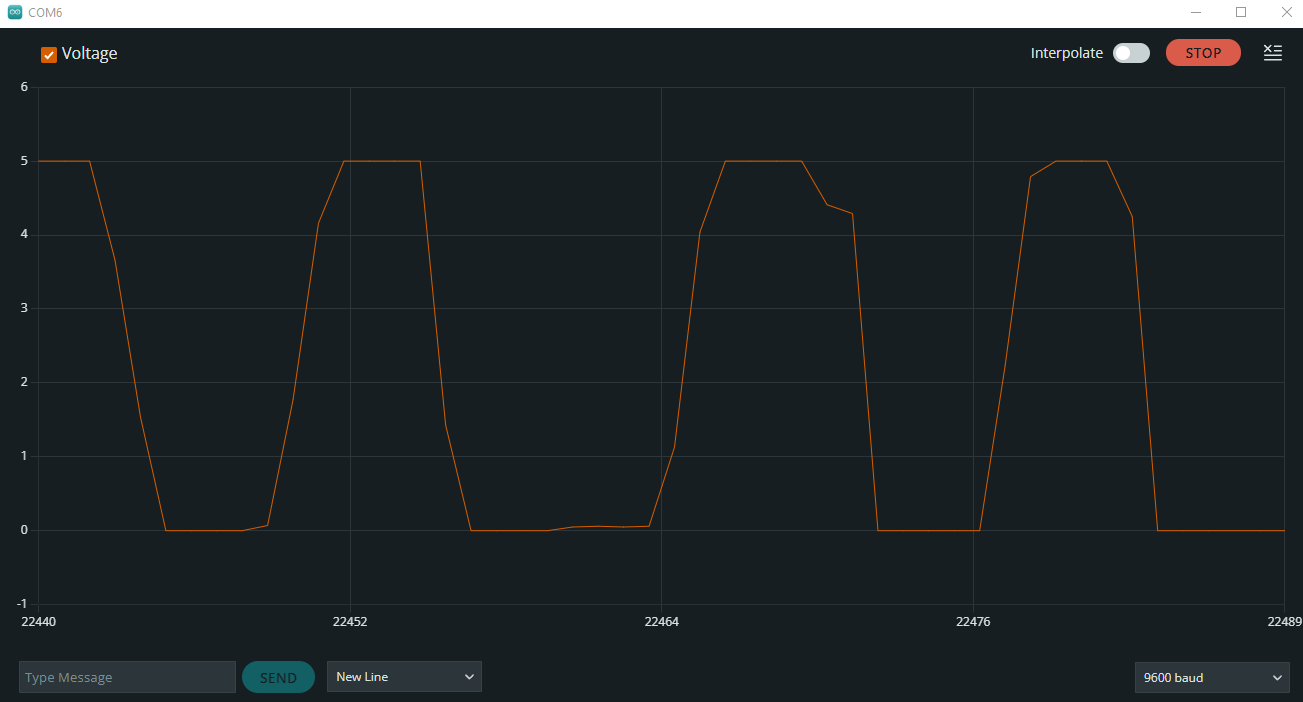 COM6
Voltage
Interpolate
STOP
6
5
4
3
2
1
0
-1
22440 22452 22464 22476 22489
Type Message
SEND
New Line
9600 baud